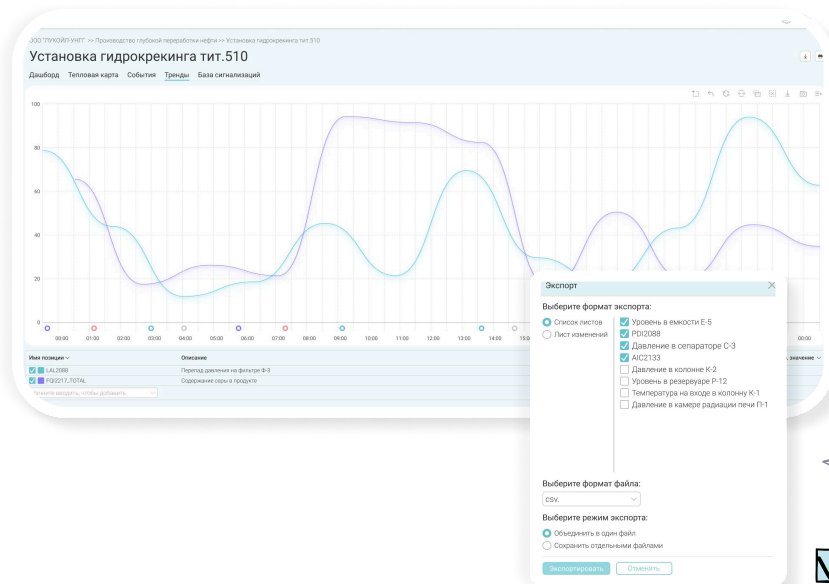 ООО "ЛУКОЙЛ-УНП" >> Производство глубокой переработки нефти >> Установка гидрокрекинга тит.510
Установка гидрокрекинга тит.510
Дашборд Тепловая карта События Тренды База сигнализаций
100
80
60
40
20
0
00:00 01:00 02:00 03:00 04:00 05:00 06:00 07:00 08:00 09:00 10:00 11:00 12:00 13:00 14:00 15:0 00:00
Имя позиции Описание значение
LAL2088 Перепад давления на фильтре Ф-3
FQI2217_TOTAL Содержание серы в продукте
вводить, чтобы добавить
Экспорт
Выберите формат экспорта:
Список листов
Лист изменений
Уровень в емкости Е-5
PDI2088
Давление в сепараторе С-3
AIC2133
Давление в колонне К-2
Уровень в резервуаре Р-12
Температура на входе в колонну К-1
Давление в камере радиации печи П-1
Выберите формат файла:
CSV.
Выберите режим экспорта:
Объединить в один файл
Сохранить отдельными файлами
Экспортировать Отменить